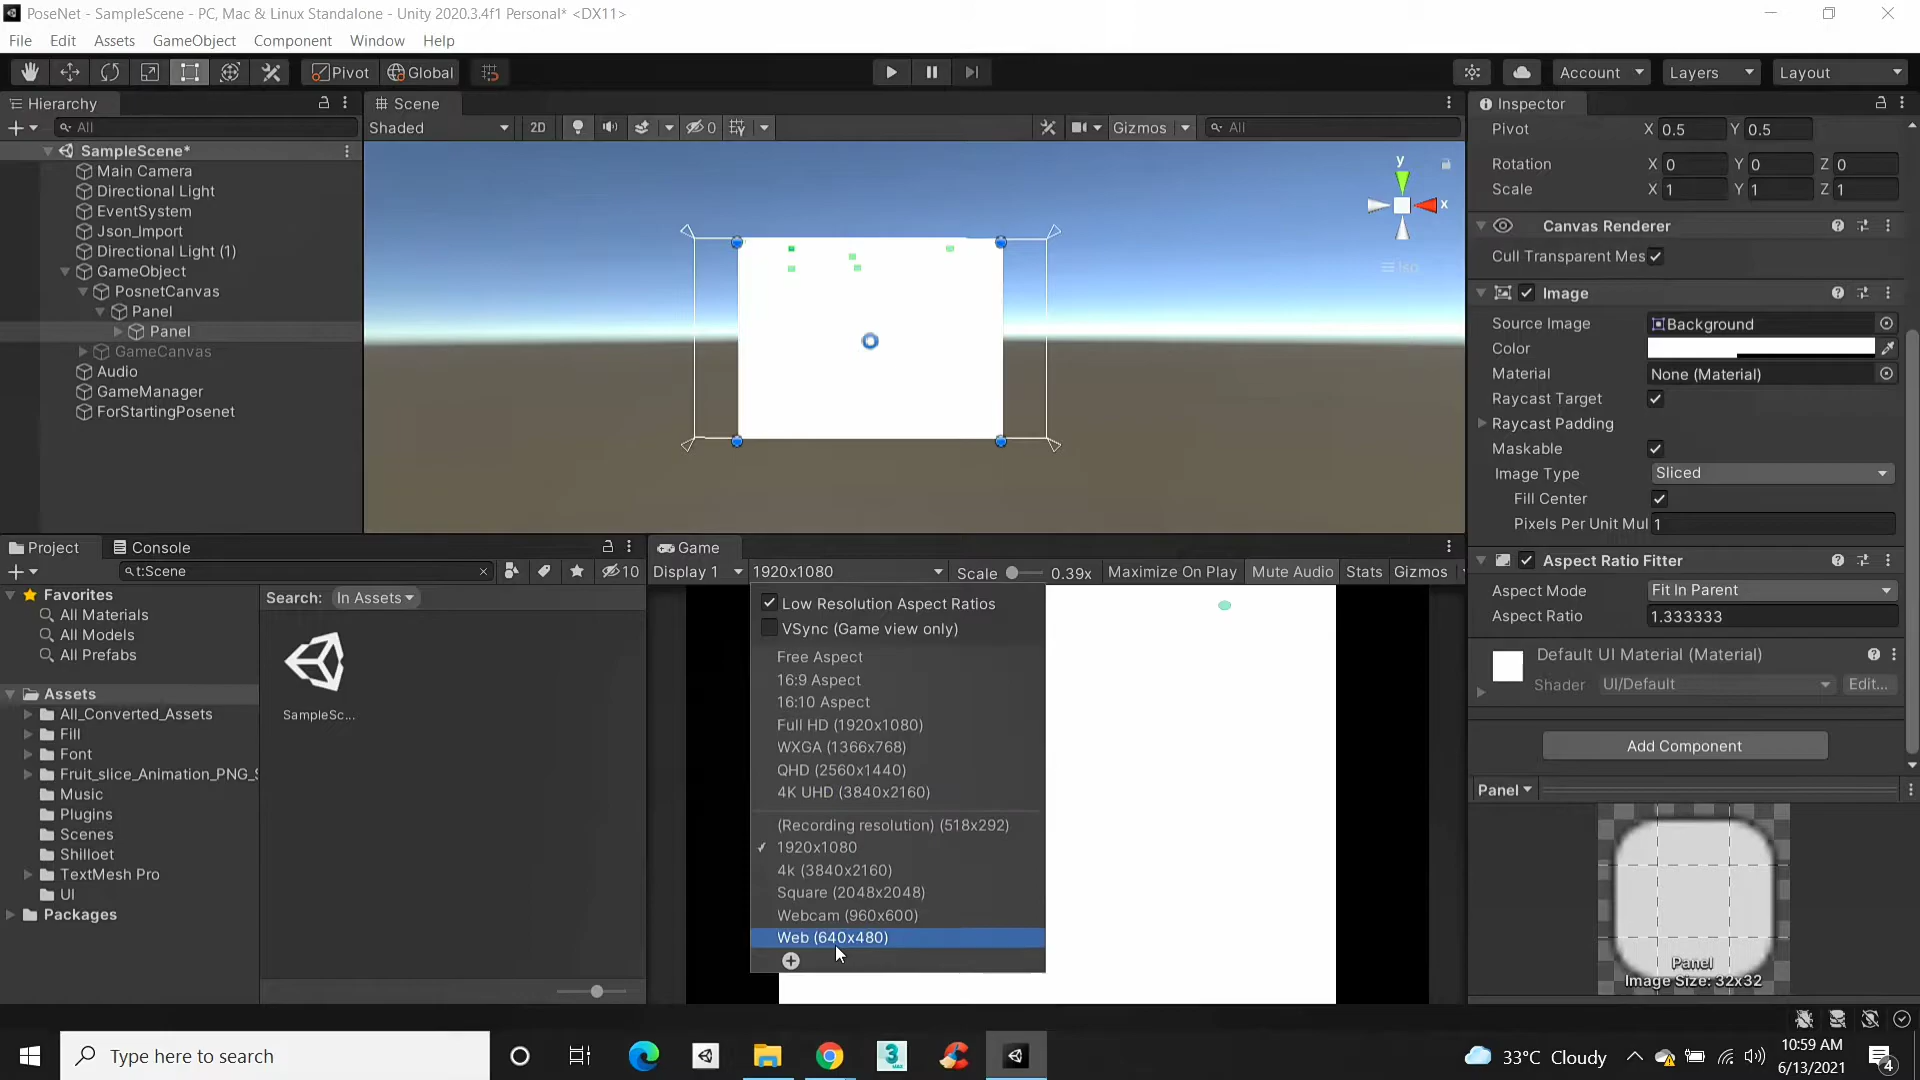 PoseNet - SampleScene - PC, Mac & Linux Standalone - Unity 2020.3.4f1 Personal* <DX11>
File Edit Assets GameObject Component Window Help
Pivot Global Account Layers Layout
Hierarchy
All
SampleScene*
Main Camera
Directional Light
EventSystem
Json_Import
Directional Light (1)
GameObject
PosnetCanvas
Panel
Panel
GameCanvas
Audio
GameManager
ForStartingPosenet
Scene
Shaded 2D 0 Gizmos All
y
x
Iso
Inspector
Pivot X 0.5 Y 0.5
Rotation X 0 Y 0 Z 0
Scale X 1 Y 1 Z 1
Canvas Renderer
Cull Transparent Mes
Image
Source Image Background
Color
Material None (Material)
Raycast Target
Raycast Padding
Maskable
Image Type Sliced
Fill Center
Pixels Per Unit Mul 1
Aspect Ratio Fitter
Aspect Mode Fit In Parent
Aspect Ratio 1.333333
Default UI Material (Material)
Shader UI/Default Edit...
Add Component
Panel
Panel
Image Size: 32x32
Project Console
t:Scene 10
Favorites
All Materials
All Models
All Prefabs
Assets
All_Converted_Assets
Fill
Font
Fruit_slice_Animation_PNG_S
Music
Plugins
Scenes
Shilloet
TextMesh Pro
UI
Packages
Search: In Assets
SampleSc...
Game
Display 1 1920x1080 Scale 0.39x Maximize On Play Mute Audio Stats Gizmos
Low Resolution Aspect Ratios
VSync (Game view only)
Free Aspect
16:9 Aspect
16:10 Aspect
Full HD (1920x1080)
WXGA (1366x768)
QHD (2560x1440)
4K UHD (3840x2160)
(Recording resolution) (518x292)
1920x1080
4k (3840x2160)
Square (2048x2048)
Webcam (960x600)
Web (640x480)
Type here to search
3
33°C Cloudy
10:59 AM
6/13/2021
4